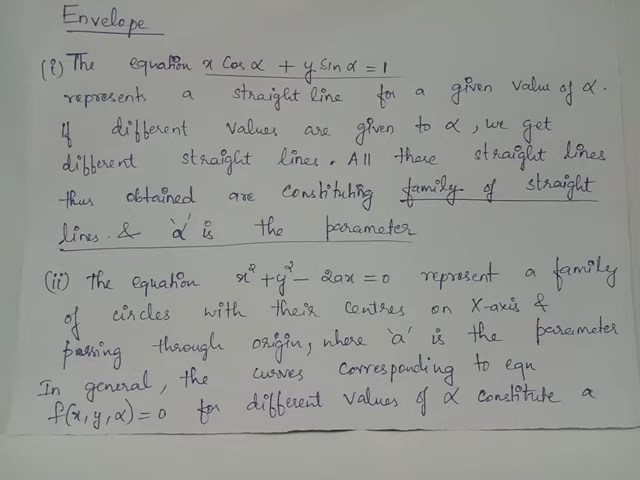 Envelope
(i) The equation x Cos α + y Sin α = 1
represents a straight line for a given value of α.
If different values are given to α, we get
different straight lines. All these straight lines
thus obtained are constituting family of straight
lines. & 'α' is the parameter
(ii) The equation x² + y² - 2ax = 0 represent a family
of circles with their centres on X-axis &
passing through origin, where 'a' is the parameter
In general, the curves corresponding to eqn
f(x, y, α) = 0 for different values of α constitute a